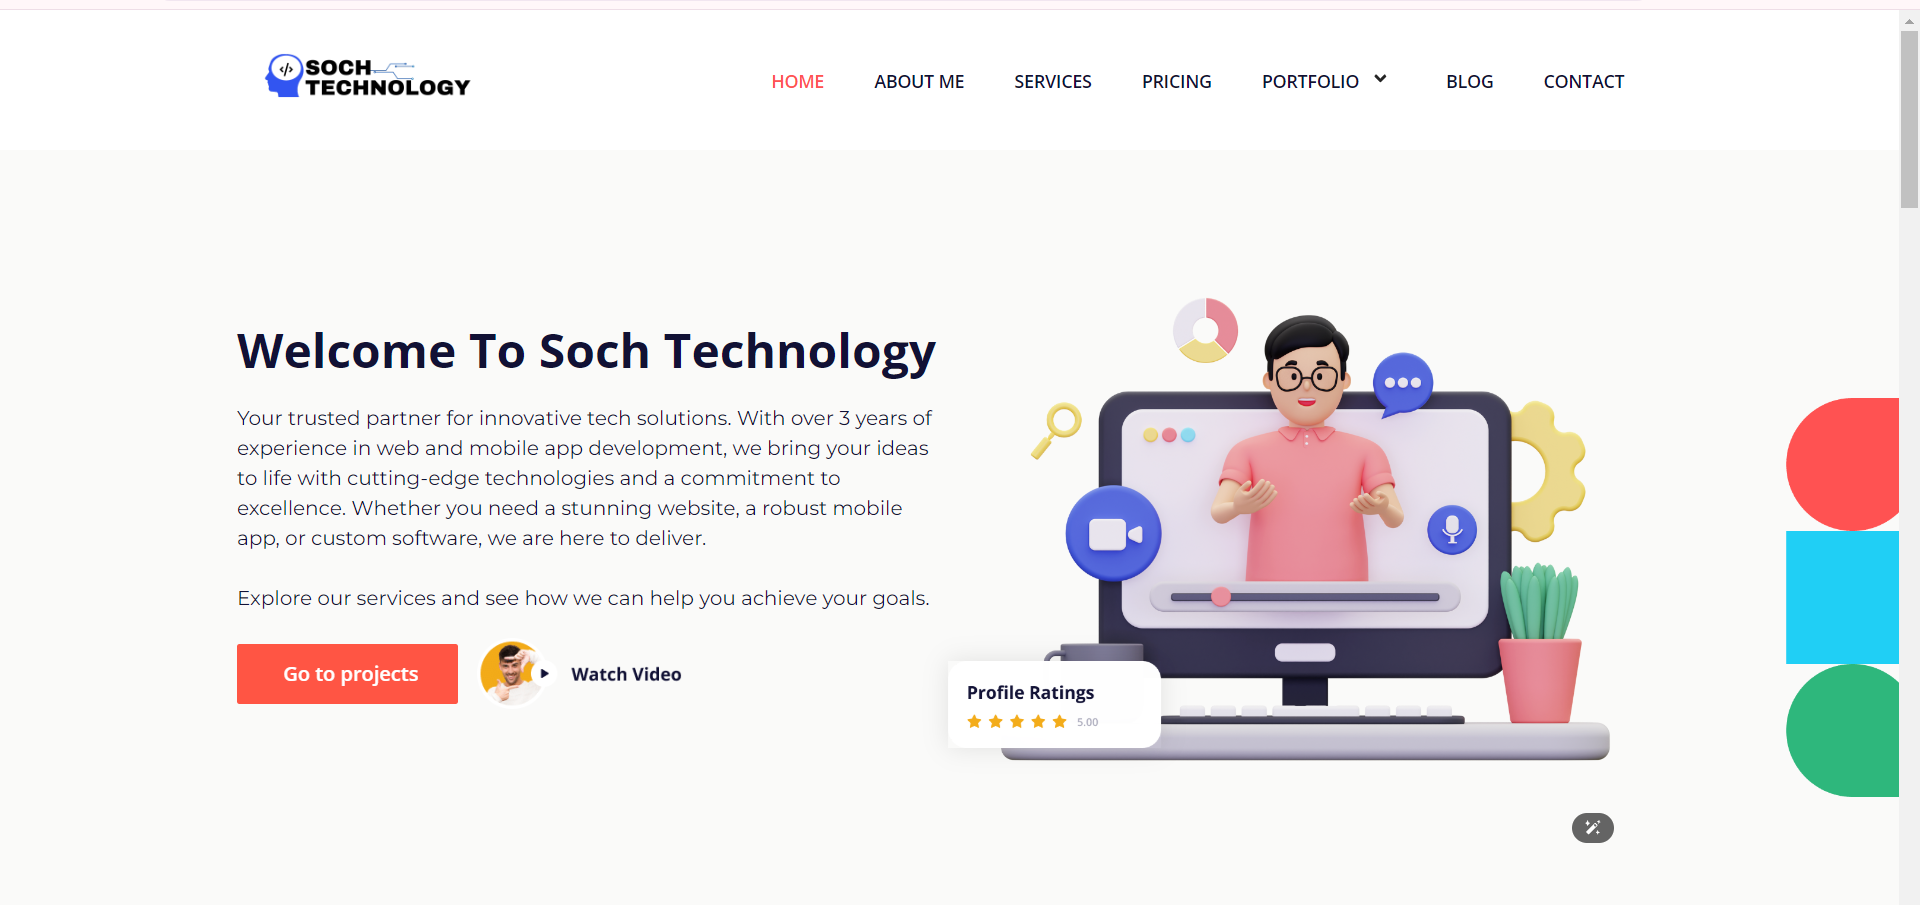 </> SOCH
TECHNOLOGY
HOME ABOUT ME SERVICES PRICING PORTFOLIO BLOG CONTACT
Welcome To Soch Technology
Your trusted partner for innovative tech solutions. With over 3 years of
experience in web and mobile app development, we bring your ideas
to life with cutting-edge technologies and a commitment to
excellence. Whether you need a stunning website, a robust mobile
app, or custom software, we are here to deliver.
Explore our services and see how we can help you achieve your goals.
Go to projects
Watch Video
Profile Ratings
5.00